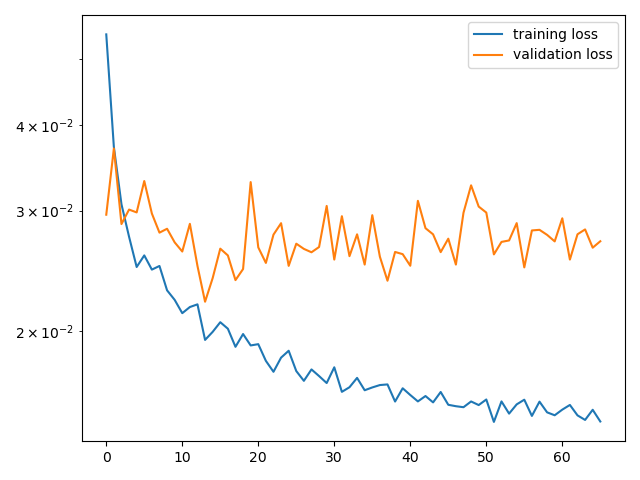 training loss
validation loss
4 × 10⁻²
3 × 10⁻²
2 × 10⁻²
0 10 20 30 40 50 60